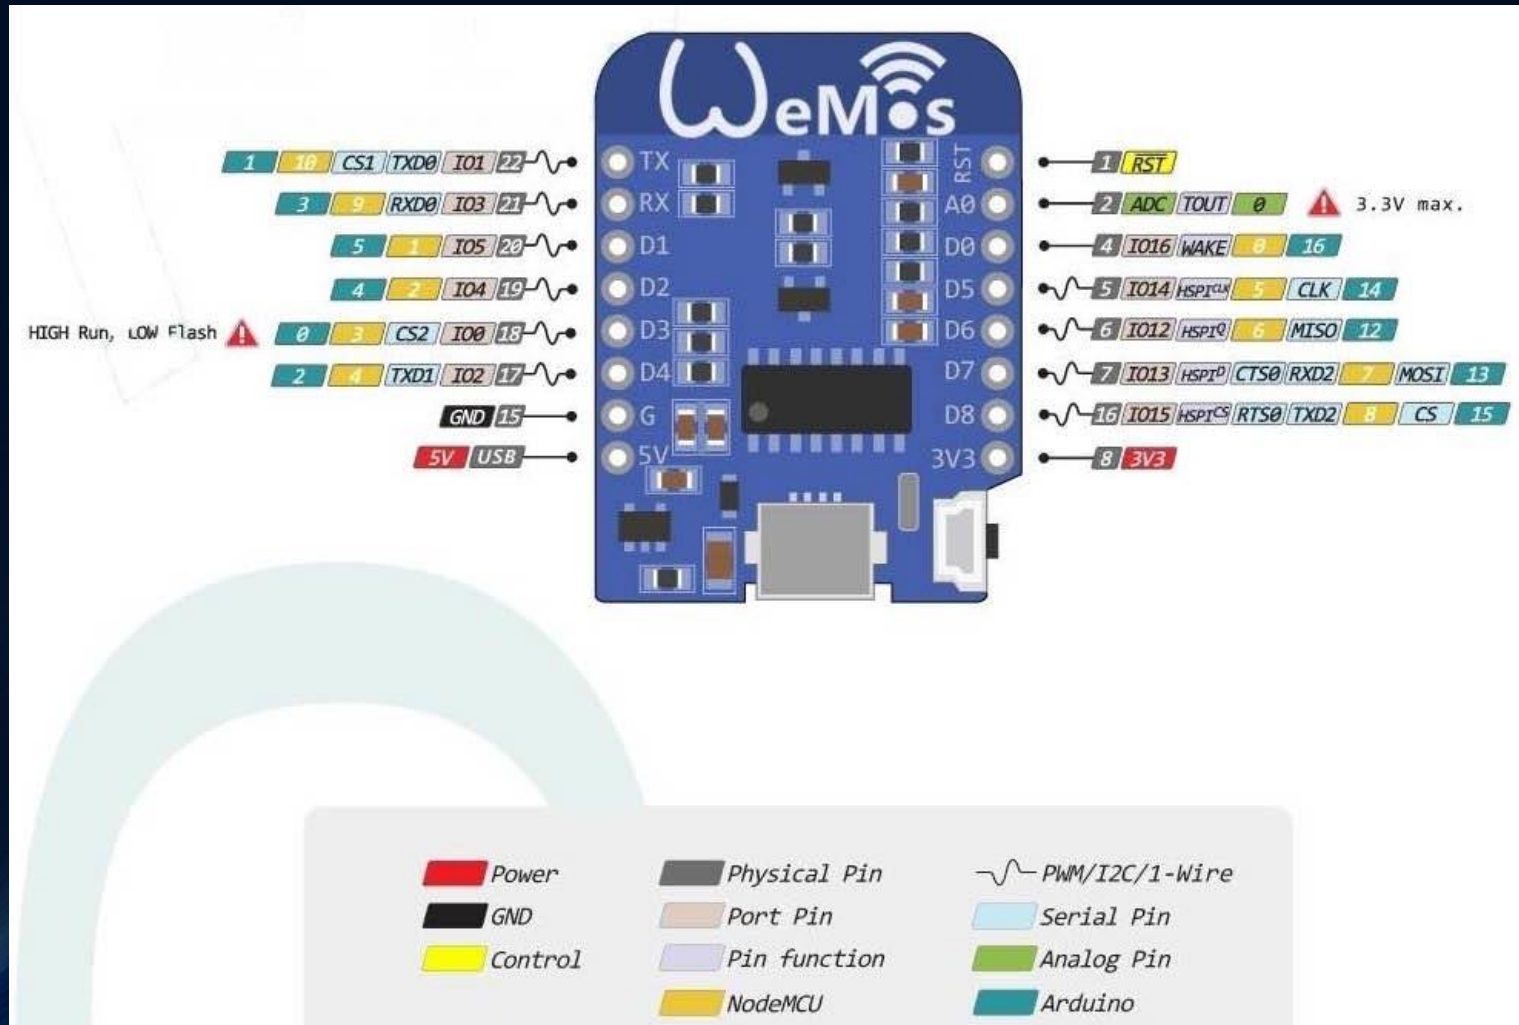 WeMos
1 10 CS1 TXD0 IO1 22 TX
3 9 RXD0 IO3 21 RX
5 1 IO5 20 D1
4 2 IO4 19 D2
HIGH Run, LOW Flash 0 3 CS2 IO0 18 D3
2 4 TXD1 IO2 17 D4
GND 15 G
5V USB 5V
RST 1 RST
A0 2 ADC TOUT 0 3.3V max.
D0 4 IO16 WAKE 0 16
D5 5 IO14 HSPICLK 5 CLK 14
D6 6 IO12 HSPIQ 6 MISO 12
D7 7 IO13 HSPID CTS0 RXD2 7 MOSI 13
D8 16 IO15 HSPICS RTS0 TXD2 8 CS 15
3V3 8 3V3
Power
GND
Control
Physical Pin
Port Pin
Pin function
NodeMCU
PWM/I2C/1-Wire
Serial Pin
Analog Pin
Arduino